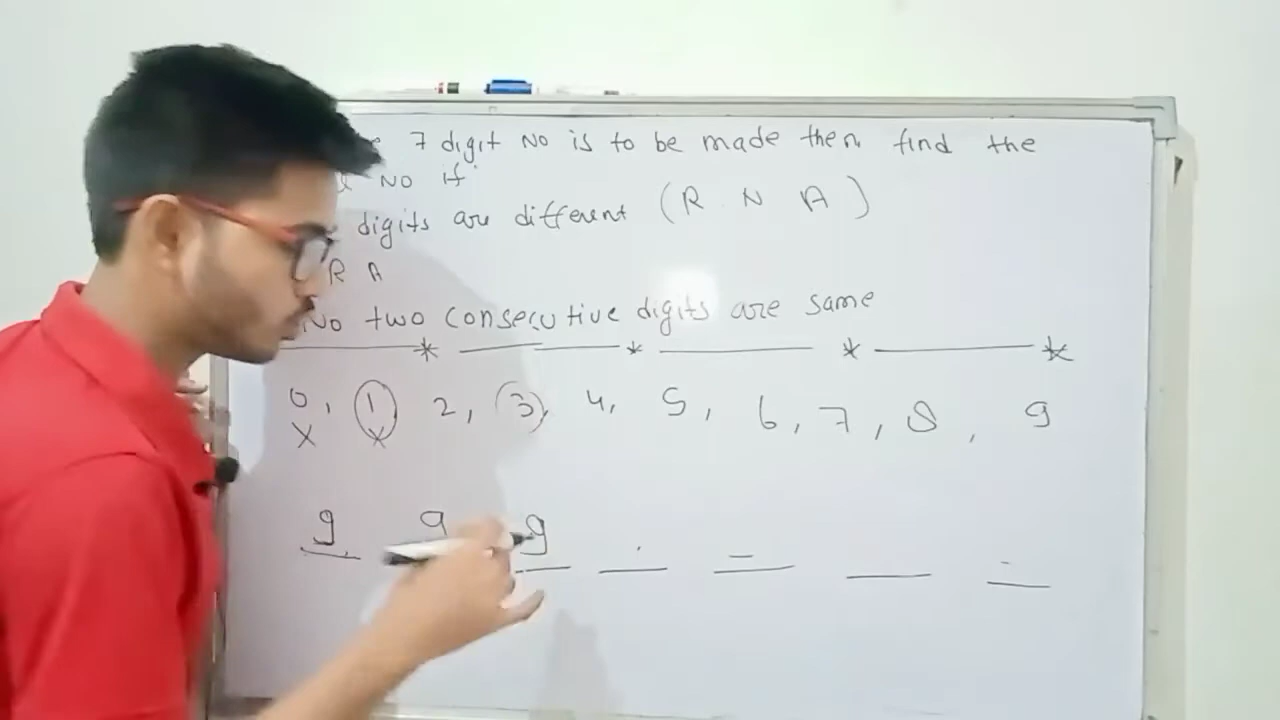 7 digit NO is to be made then find the
NO if
digits are different (R N A)
R A
No two consecutive digits are same
0, 1 2, (3), 4, 5, 6, 7, 8, 9
X X
9 9 9